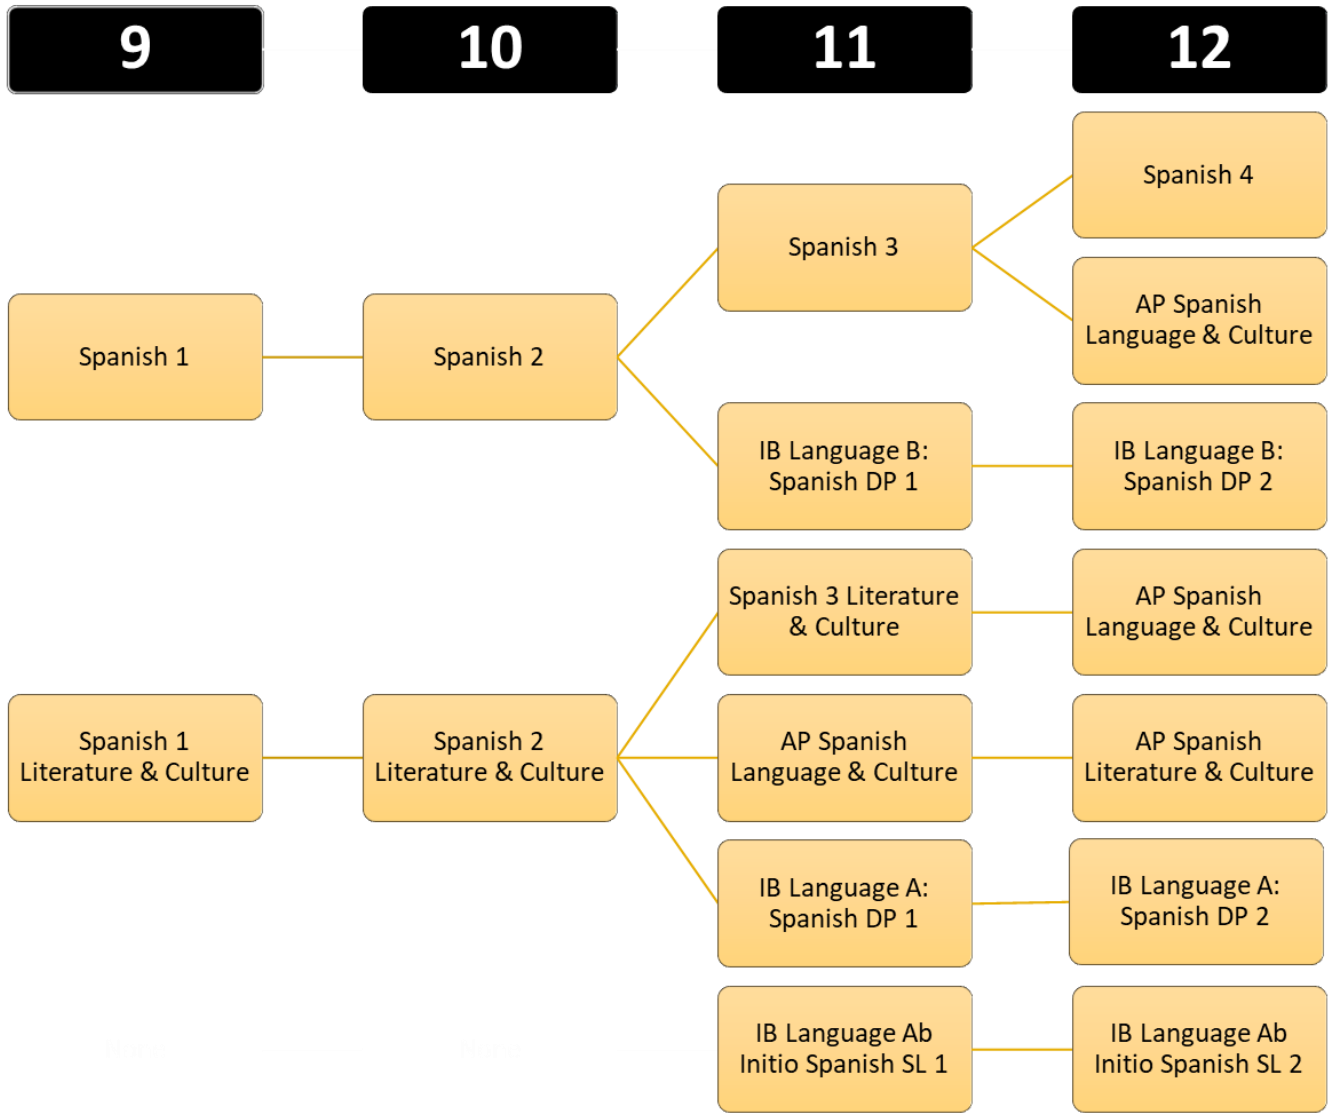 9
10
11
12
Spanish 1
Spanish 2
Spanish 3
Spanish 4
AP Spanish
Language & Culture
IB Language B:
Spanish DP 1
IB Language B:
Spanish DP 2
Spanish 1
Literature & Culture
Spanish 2
Literature & Culture
Spanish 3 Literature
& Culture
AP Spanish
Language & Culture
AP Spanish
Language & Culture
AP Spanish
Literature & Culture
IB Language A:
Spanish DP 1
IB Language A:
Spanish DP 2
IB Language Ab
Initio Spanish SL 1
IB Language Ab
Initio Spanish SL 2